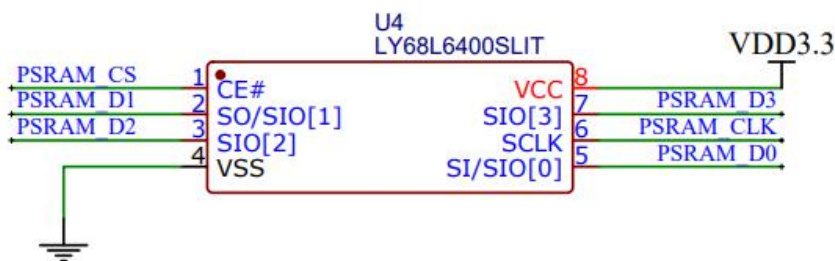 U4
LY68L6400SLIT
VDD3.3
PSRAM_CS 1 CE# VCC 8
PSRAM_D1 2 SO/SIO[1] SIO[3] 7 PSRAM_D3
PSRAM_D2 3 SIO[2] SCLK 6 PSRAM_CLK
4 VSS SI/SIO[0] 5 PSRAM_D0